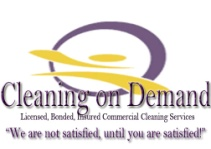 Cleaning on Demand
Licensed, Bonded, Insured Commercial Cleaning Services
“We are not satisfied, until you are satisfied!”